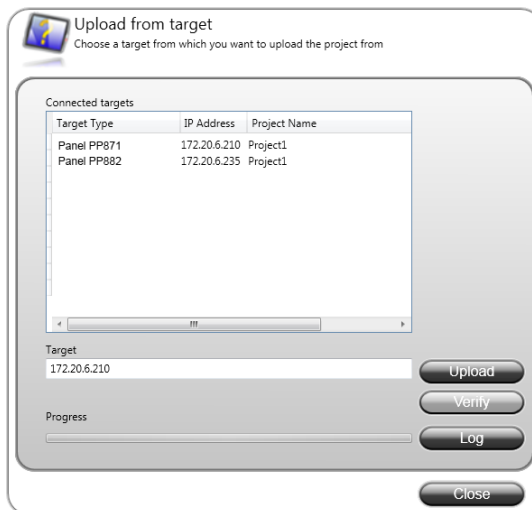 Upload from target
Choose a target from which you want to upload the project from
Connected targets
Target Type IP Address Project Name
Panel PP871 172.20.6.210 Project1
Panel PP882 172.20.6.235 Project1
Target
172.20.6.210
Upload
Verify
Progress
Log
Close